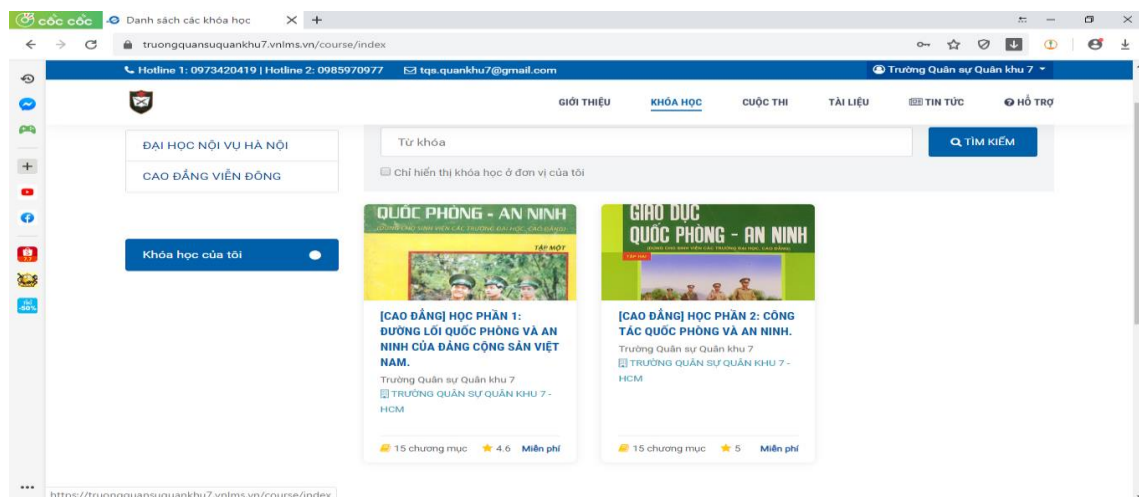 cốc cốc
Danh sách các khóa học
truongquansuquankhu7.vnlms.vn/course/index
Hotline 1: 0973420419 | Hotline 2: 0985970977 tqs.quankhu7@gmail.com Trường Quân sự Quân khu 7
GIỚI THIỆU KHÓA HỌC CUỘC THI TÀI LIỆU TIN TỨC HỖ TRỢ
ĐẠI HỌC NỘI VỤ HÀ NỘI
CAO ĐẲNG VIỄN ĐÔNG
Khóa học của tôi
Từ khóa
TÌM KIẾM
Chỉ hiển thị khóa học ở đơn vị của tôi
QUỐC PHÒNG - AN NINH
TẬP MỘT
[CAO ĐẲNG] HỌC PHẦN 1:
ĐƯỜNG LỐI QUỐC PHÒNG VÀ AN
NINH CỦA ĐẢNG CỘNG SẢN VIỆT
NAM.
Trường Quân sự Quân khu 7
TRƯỜNG QUÂN SỰ QUÂN KHU 7 -
HCM
15 chương mục 4.6 Miễn phí
GIÁO DỤC
QUỐC PHÒNG - AN NINH
[CAO ĐẲNG] HỌC PHẦN 2: CÔNG
TÁC QUỐC PHÒNG VÀ AN NINH.
Trường Quân sự Quân khu 7
TRƯỜNG QUÂN SỰ QUÂN KHU 7 -
HCM
15 chương mục 5 Miễn phí
https://truongquansuquankhu7.vnlms.vn/course/index